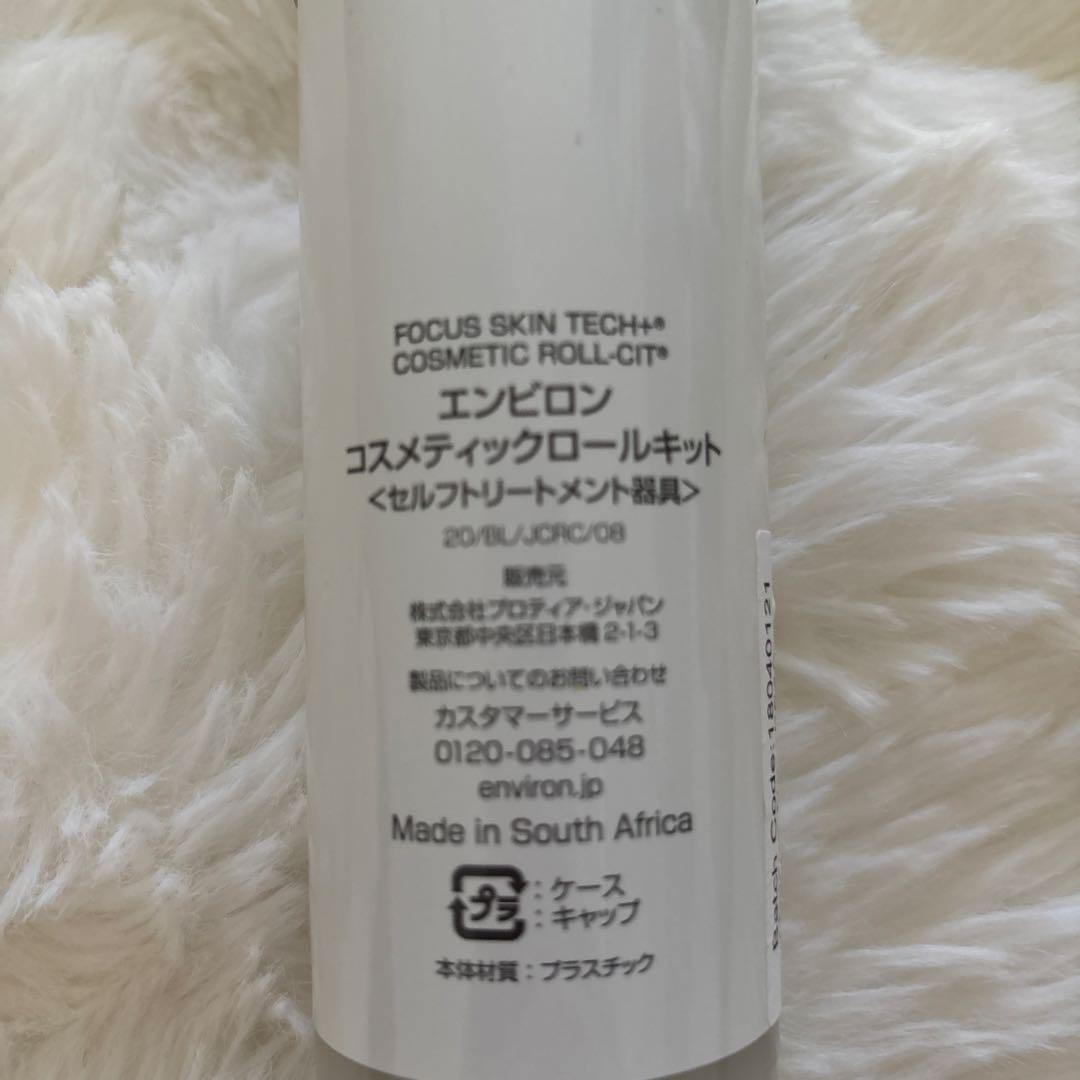 FOCUS SKIN TECH+®
COSMETIC ROLL-CIT®
エンビロン
コスメティックロールキット
<セルフトリートメント器具>
20/BL/JCRC/08
販売元
株式会社プロティア・ジャパン
東京都中央区日本橋 2-1-3
製品についてのお問い合わせ
カスタマーサービス
0120-085-048
environ.jp
Made in South Africa
プラ : ケース
: キャップ
本体材質 : プラスチック
Batch Code:18040121